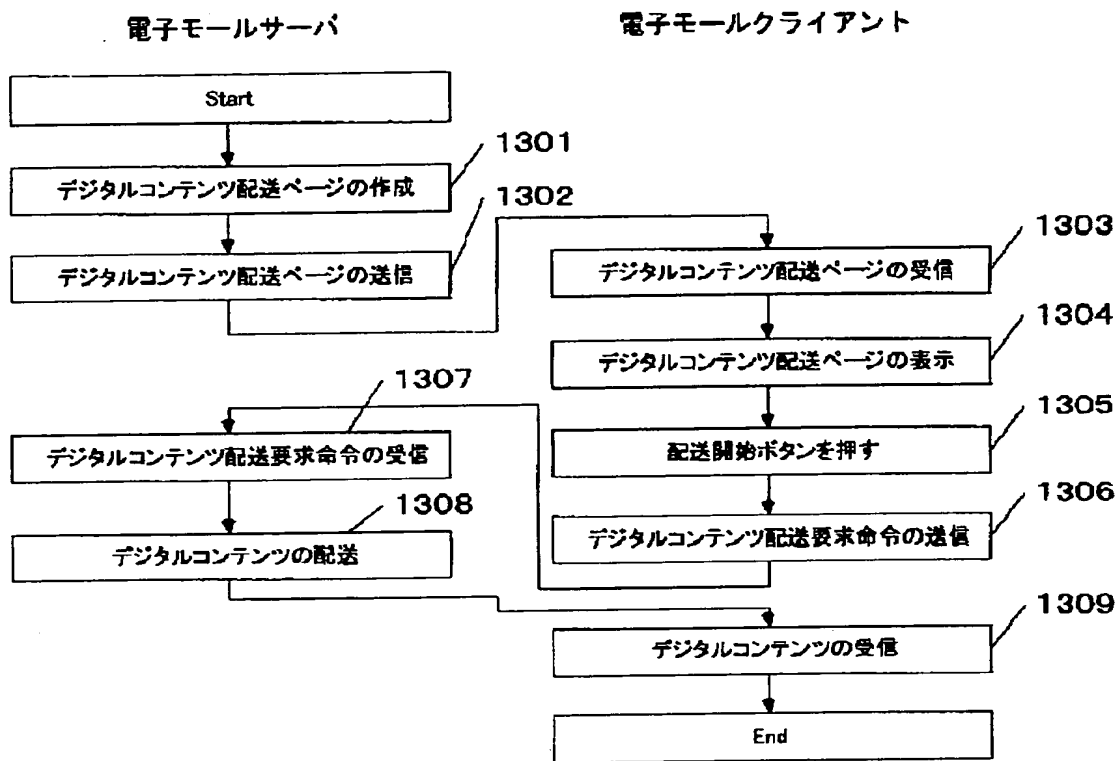 電子モールサーバ
電子モールクライアント
Start
1301
デジタルコンテンツ配送ページの作成
1302
デジタルコンテンツ配送ページの送信
1303
デジタルコンテンツ配送ページの受信
1304
デジタルコンテンツ配送ページの表示
1305
配送開始ボタンを押す
1306
デジタルコンテンツ配送要求命令の送信
1307
デジタルコンテンツ配送要求命令の受信
1308
デジタルコンテンツの配送
1309
デジタルコンテンツの受信
End